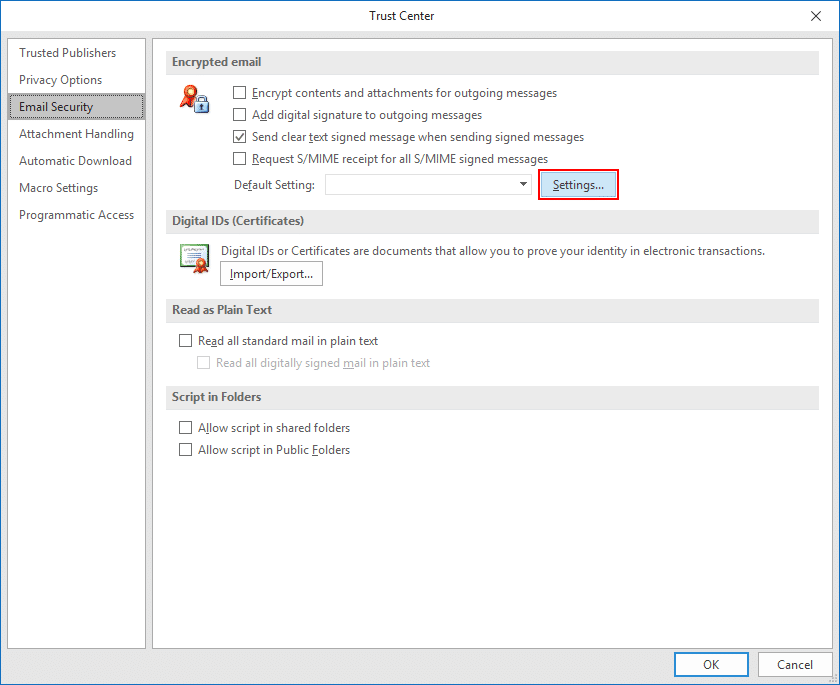 Trust Center
Trusted Publishers
Privacy Options
Email Security
Attachment Handling
Automatic Download
Macro Settings
Programmatic Access
Encrypted email
Encrypt contents and attachments for outgoing messages
Add digital signature to outgoing messages
Send clear text signed message when sending signed messages
Request S/MIME receipt for all S/MIME signed messages
Default Setting:
Settings...
Digital IDs (Certificates)
Digital IDs or Certificates are documents that allow you to prove your identity in electronic transactions.
Import/Export...
Read as Plain Text
Read all standard mail in plain text
Read all digitally signed mail in plain text
Script in Folders
Allow script in shared folders
Allow script in Public Folders
OK
Cancel